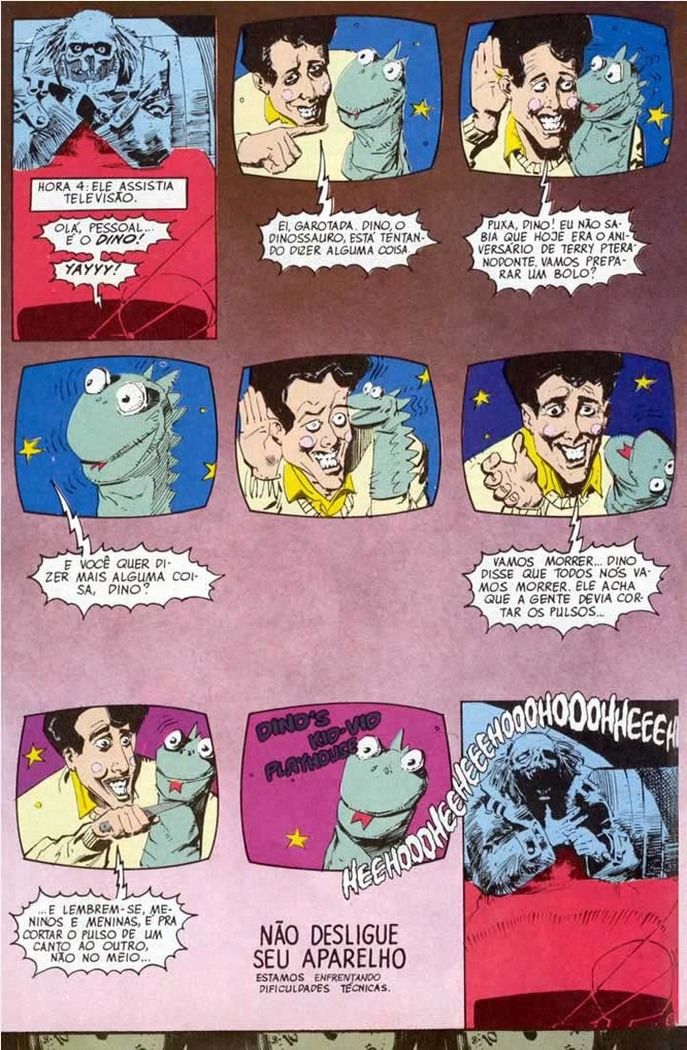 HORA 4: ELE ASSISTIA
TELEVISÃO.
OLÁ, PESSOAL...
É O DINO!
YAYYY!
EI, GAROTADA. DINO, O
DINOSSAURO, ESTÁ TENTAN-
DO DIZER ALGUMA COISA.
PUXA, DINO! EU NÃO SA-
BIA QUE HOJE ERA O ANI-
VERSÁRIO DE TERRY PTERA-
NODONTE. VAMOS PREPA-
RAR UM BOLO?
E VOCÊ QUER DI-
ZER MAIS ALGUMA COI-
SA, DINO?
VAMOS MORRER... DINO
DISSE QUE TODOS NÓS VA-
MOS MORRER. ELE ACHA
QUE A GENTE DEVIA COR-
TAR OS PULSOS...
...E LEMBREM-SE, ME-
NINOS E MENINAS, É PRA
CORTAR O PULSO DE UM
CANTO AO OUTRO,
NÃO NO MEIO...
DINO'S
KID-VID
PLAYHOUSE
HEEHOOOHEEHEEEHOOOHOOOHHEEEH
NÃO DESLIGUE
SEU APARELHO
ESTAMOS ENFRENTANDO
DIFICULDADES TÉCNICAS.